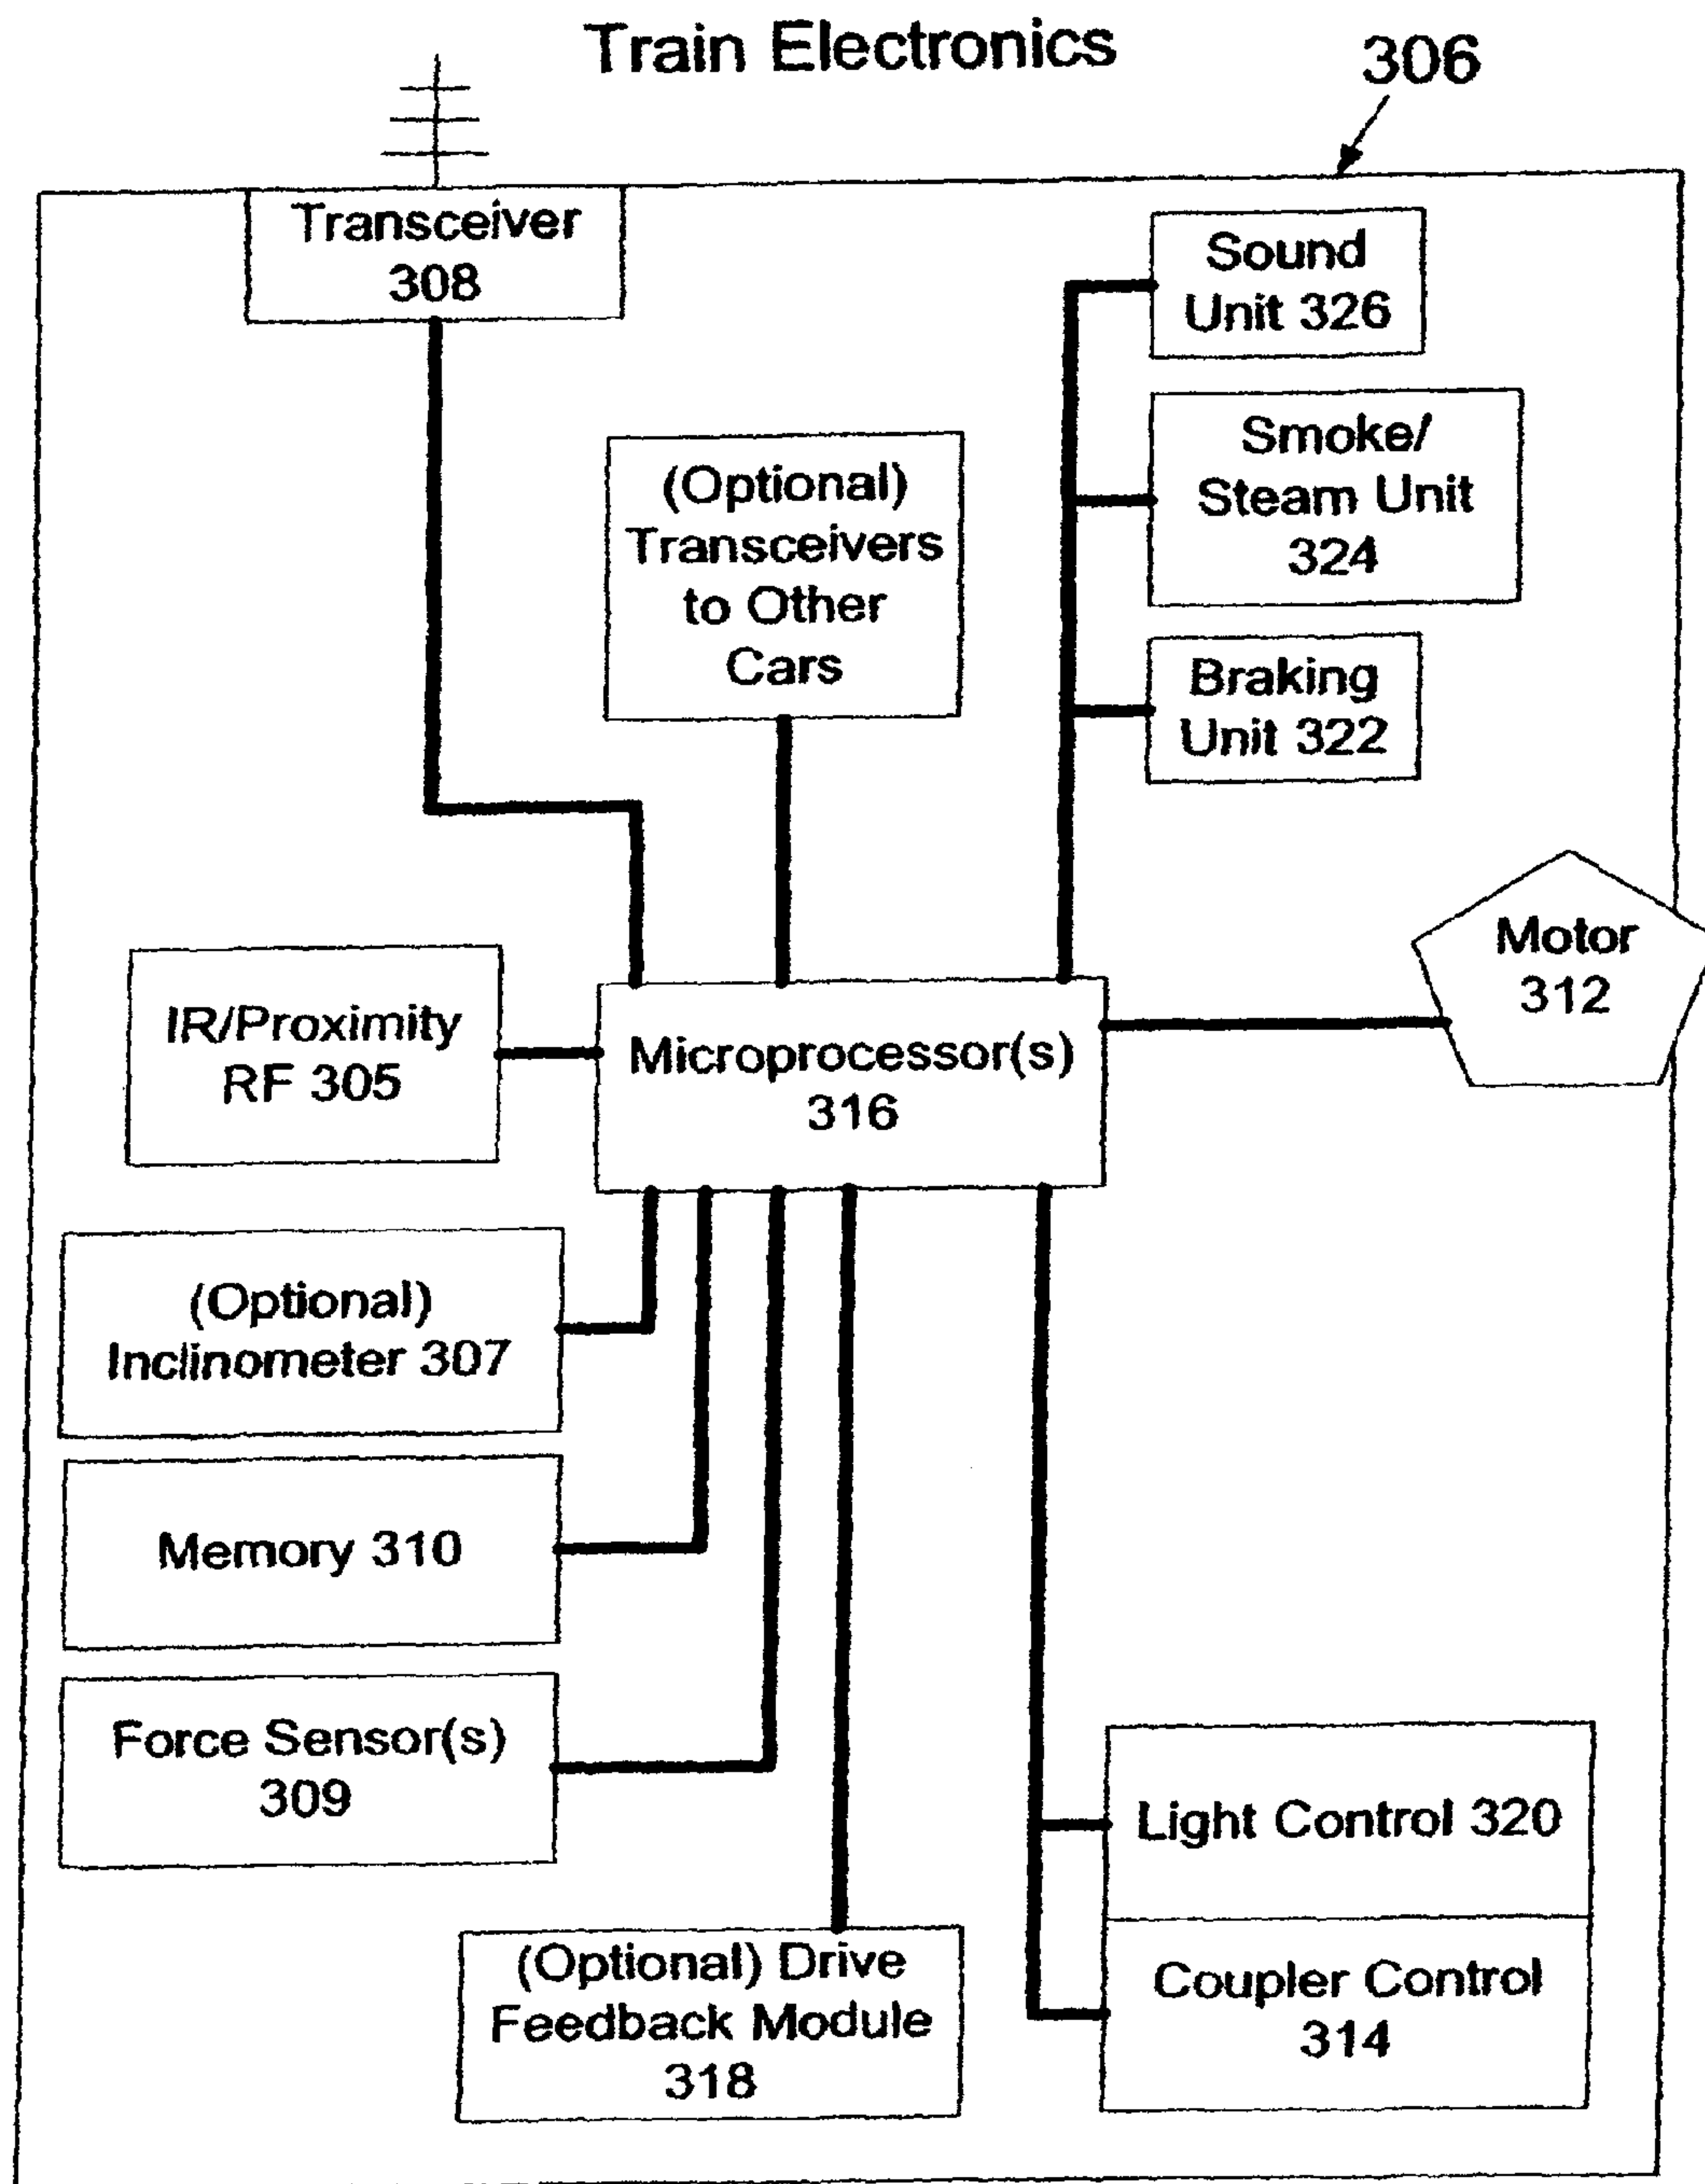 Train Electronics
306
Transceiver
308
Sound
Unit 326
Smoke/
Steam Unit
324
(Optional)
Transceivers
to Other
Cars
Braking
Unit 322
Motor
312
IR/Proximity
RF 305
Microprocessor(s)
316
(Optional)
Inclinometer 307
Memory 310
Force Sensor(s)
309
Light Control 320
(Optional) Drive
Feedback Module
318
Coupler Control
314